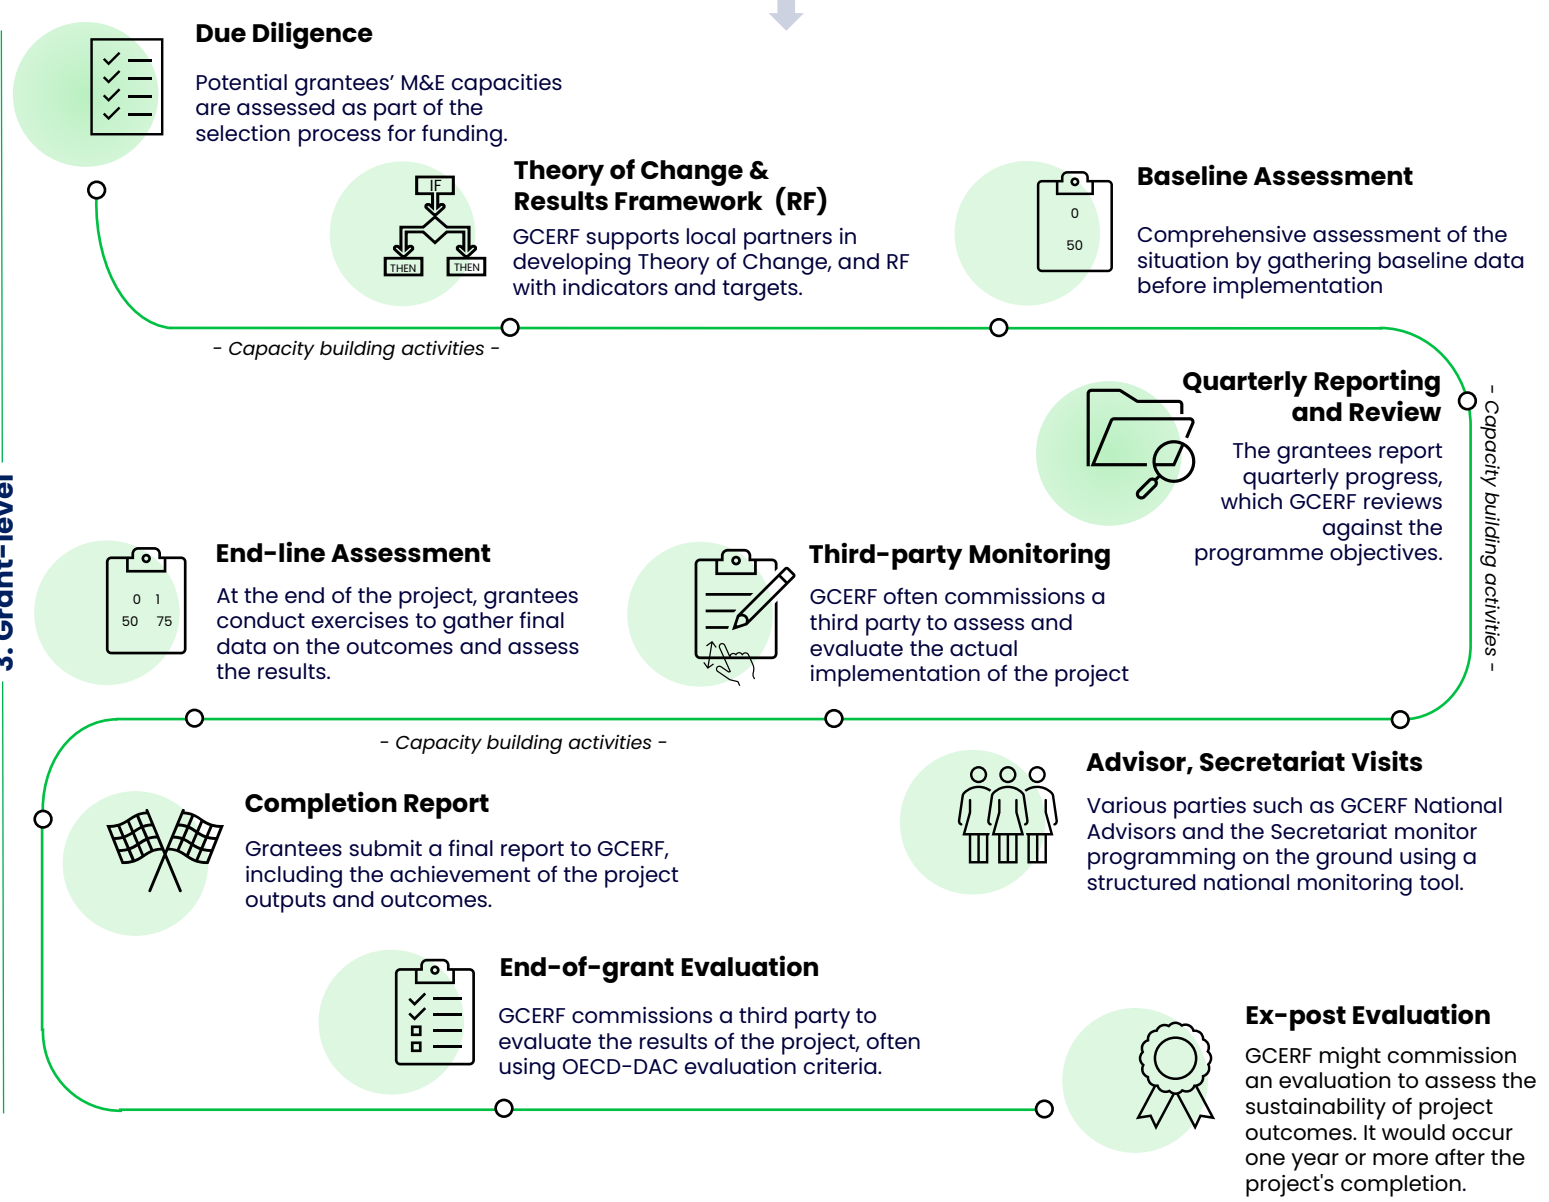 3. Grant-level
Due Diligence
Potential grantees’ M&E capacities
are assessed as part of the
selection process for funding.
IF
THEN
THEN
Theory of Change &
Results Framework (RF)
GCERF supports local partners in
developing Theory of Change, and RF
with indicators and targets.
0
50
Baseline Assessment
Comprehensive assessment of the
situation by gathering baseline data
before implementation
- Capacity building activities -
Quarterly Reporting
and Review
The grantees report
quarterly progress,
which GCERF reviews
against the
programme objectives.
- Capacity building activities -
Advisor, Secretariat Visits
Various parties such as GCERF National
Advisors and the Secretariat monitor
programming on the ground using a
structured national monitoring tool.
Third-party Monitoring
GCERF often commissions a
third party to assess and
evaluate the actual
implementation of the project
0 1
50 75
End-line Assessment
At the end of the project, grantees
conduct exercises to gather final
data on the outcomes and assess
the results.
- Capacity building activities -
Completion Report
Grantees submit a final report to GCERF,
including the achievement of the project
outputs and outcomes.
End-of-grant Evaluation
GCERF commissions a third party to
evaluate the results of the project, often
using OECD-DAC evaluation criteria.
Ex-post Evaluation
GCERF might commission
an evaluation to assess the
sustainability of project
outcomes. It would occur
one year or more after the
project's completion.